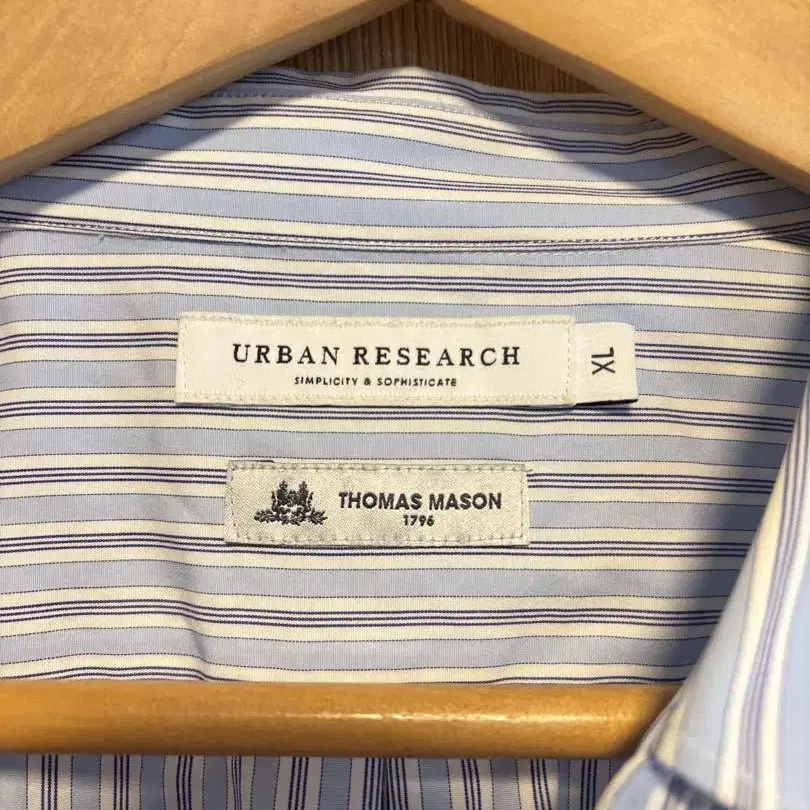 URBAN RESEARCH
SIMPLICITY & SOPHISTICATE
XL
THOMAS MASON
1796